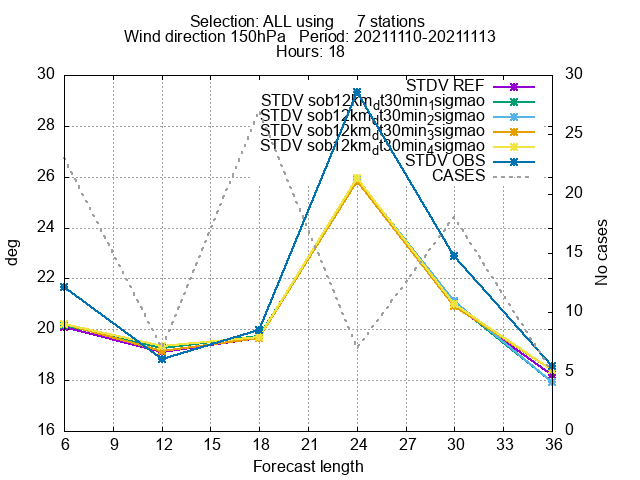 Selection: ALL using 7 stations
Wind direction 150hPa Period: 20211110-20211113
Hours: 18
STDV REF
STDV sob12km_dt30min_1sigmao
STDV sob12km_dt30min_2sigmao
STDV sob12km_dt30min_3sigmao
STDV sob12km_dt30min_4sigmao
STDV OBS
CASES
30
28
26
24
22
20
18
16
deg
30
25
20
15
10
5
0
No cases
6 9 12 15 18 21 24 27 30 33 36
Forecast length